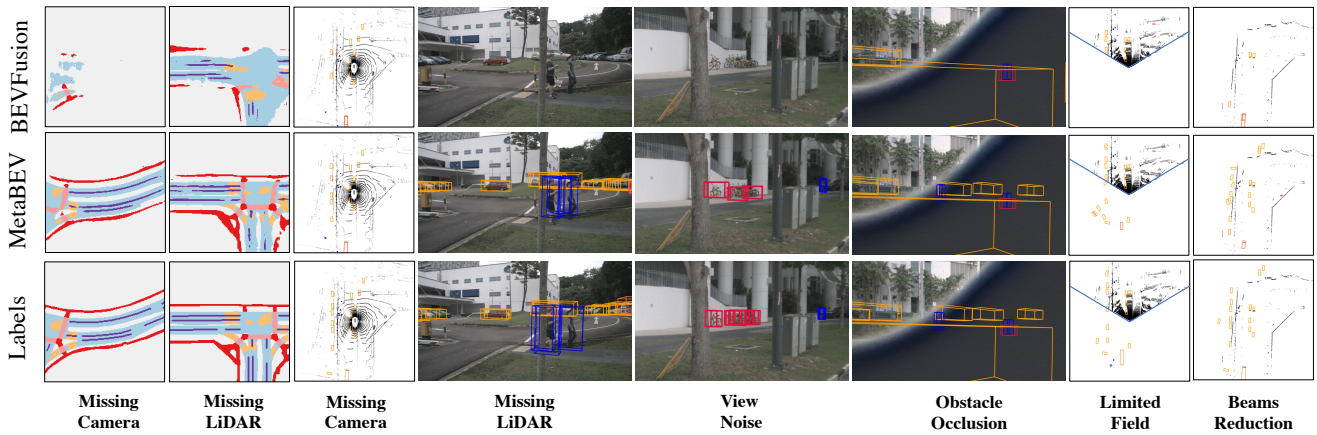 BEVFusion
MetaBEV
Labels
Missing
Camera
Missing
LiDAR
Missing
Camera
Missing
LiDAR
View
Noise
Obstacle
Occlusion
Limited
Field
Beams
Reduction